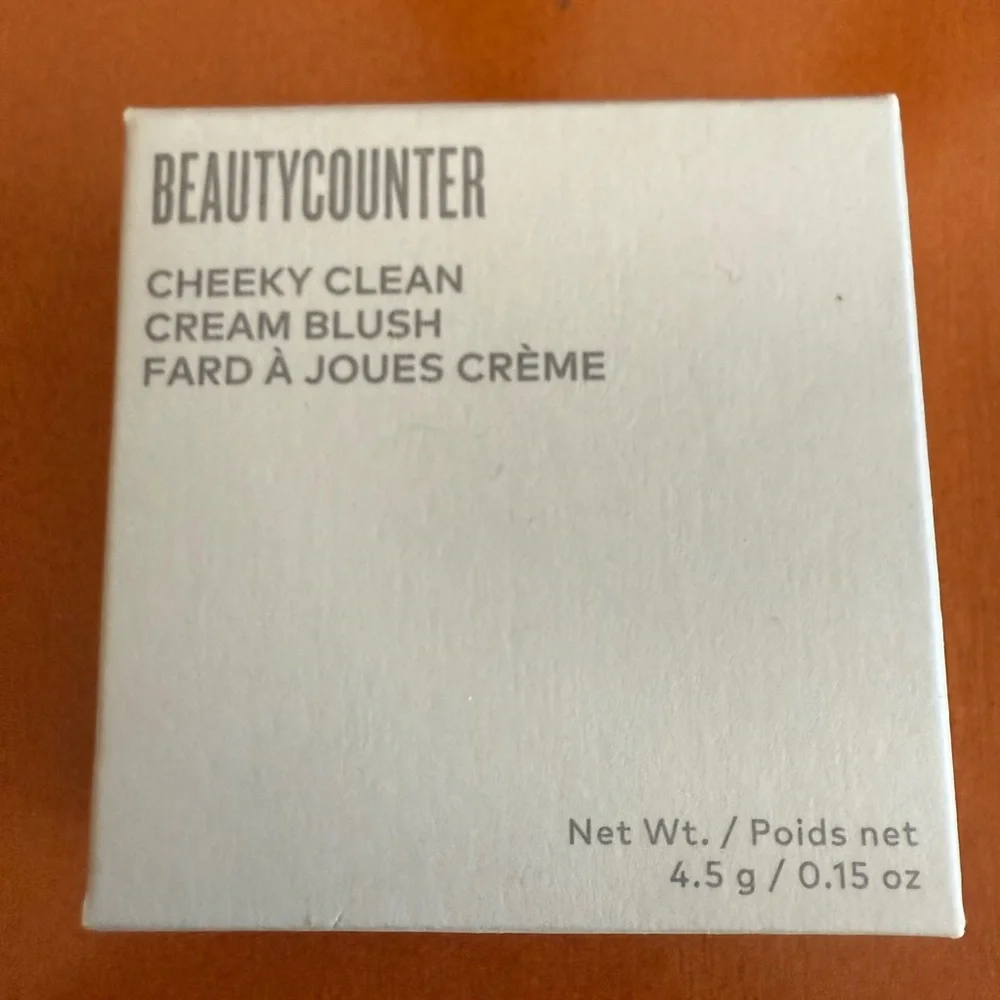 BEAUTYCOUNTER
CHEEKY CLEAN
CREAM BLUSH
FARD À JOUES CRÈME
Net Wt. / Poids net
4.5 g / 0.15 oz